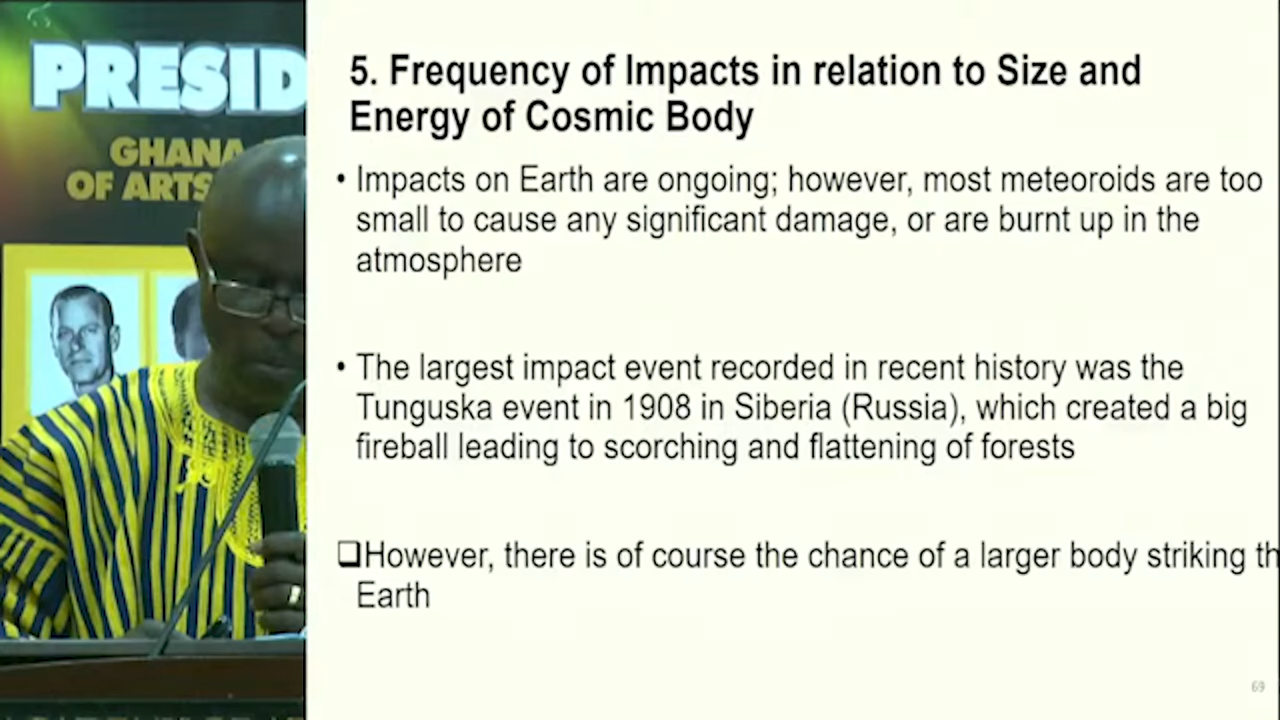 PRESID
GHANA
OF ARTS
5. Frequency of Impacts in relation to Size and
Energy of Cosmic Body
• Impacts on Earth are ongoing; however, most meteoroids are too
small to cause any significant damage, or are burnt up in the
atmosphere
• The largest impact event recorded in recent history was the
Tunguska event in 1908 in Siberia (Russia), which created a big
fireball leading to scorching and flattening of forests
❑However, there is of course the chance of a larger body striking th
Earth
69